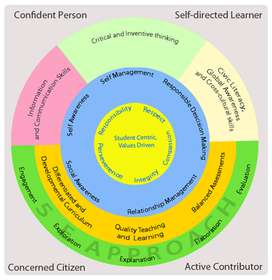 Confident Person
Self-directed Learner
Critical and Inventive thinking
Information
and Communication Skills
Civic Literacy,
Global Awareness
and Cross-cultural skills
Self Management
Self Awareness
Responsible Decision Making
Social Awareness
Relationship Management
Responsibility
Respect
Compassion
Integrity
Perseverance
Student Centric,
Values Driven
Differentiated and
Developmental Curriculum
Quality Teaching
and Learning
Balanced Assessments
Engagement
Exploration
Explanation
Elaboration
Evaluation
APPROACH
Concerned Citizen
Active Contributor